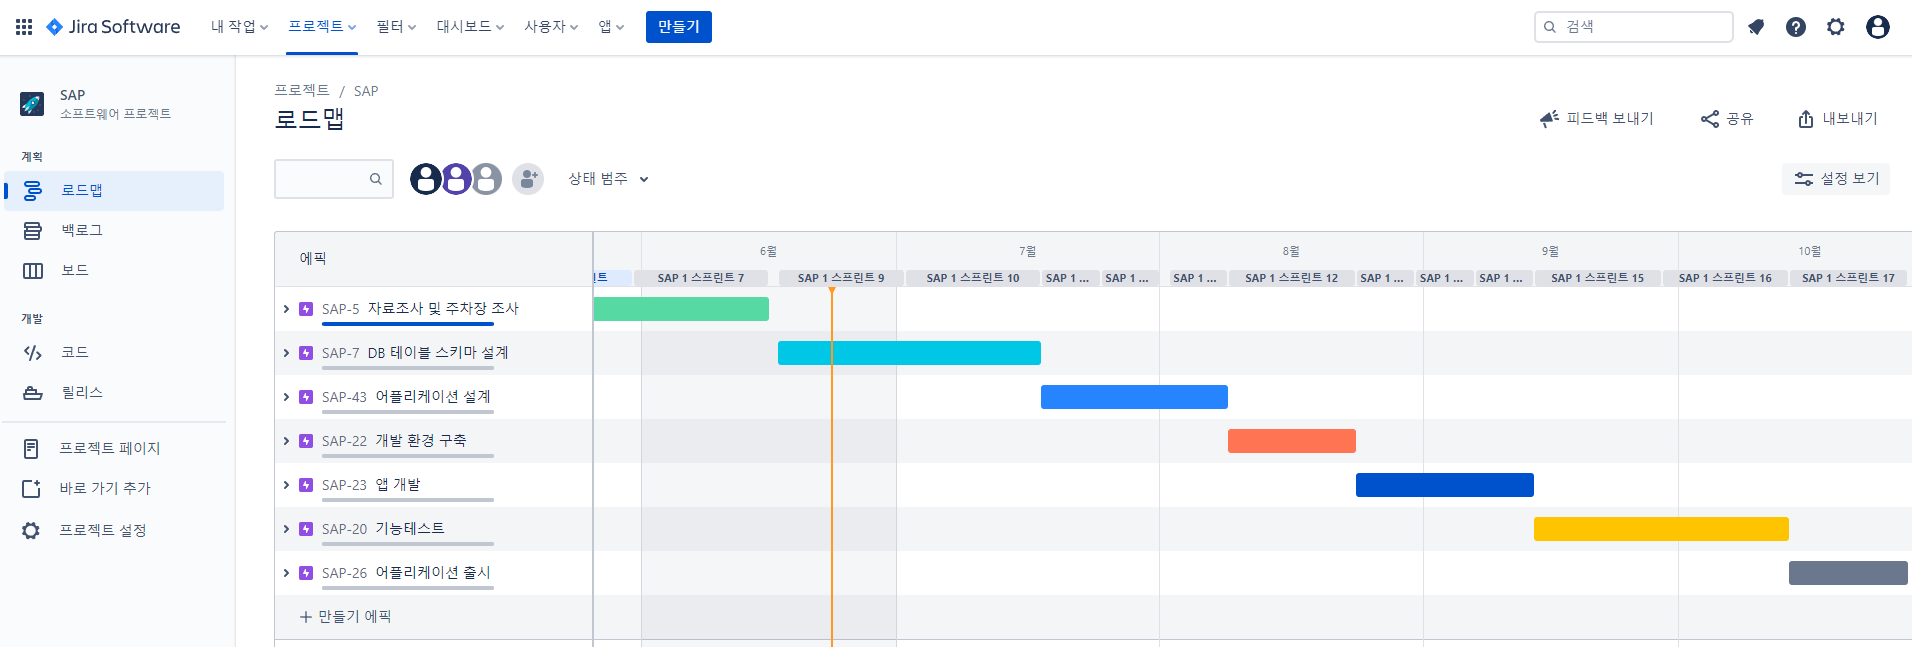 Jira Software 내 작업 프로젝트 필터 대시보드 사용자 앱 만들기 검색
SAP
소프트웨어 프로젝트
계획
로드맵
백로그
보드
개발
코드
릴리스
프로젝트 페이지
바로 가기 추가
프로젝트 설정
프로젝트 / SAP
로드맵
피드백 보내기 공유 내보내기
상태 범주
설정 보기
에픽
6월 7월 8월 9월 10월
SAP 1 스프린트 7 SAP 1 스프린트 9 SAP 1 스프린트 10 SAP 1 ... SAP 1 ... SAP 1 ... SAP 1 스프린트 12 SAP 1 ... SAP 1 ... SAP 1 ... SAP 1 스프린트 15 SAP 1 스프린트 16 SAP 1 스프린트 17
SAP-5 자료조사 및 주차장 조사
SAP-7 DB 테이블 스키마 설계
SAP-43 어플리케이션 설계
SAP-22 개발 환경 구축
SAP-23 앱 개발
SAP-20 기능테스트
SAP-26 어플리케이션 출시
+ 만들기 에픽